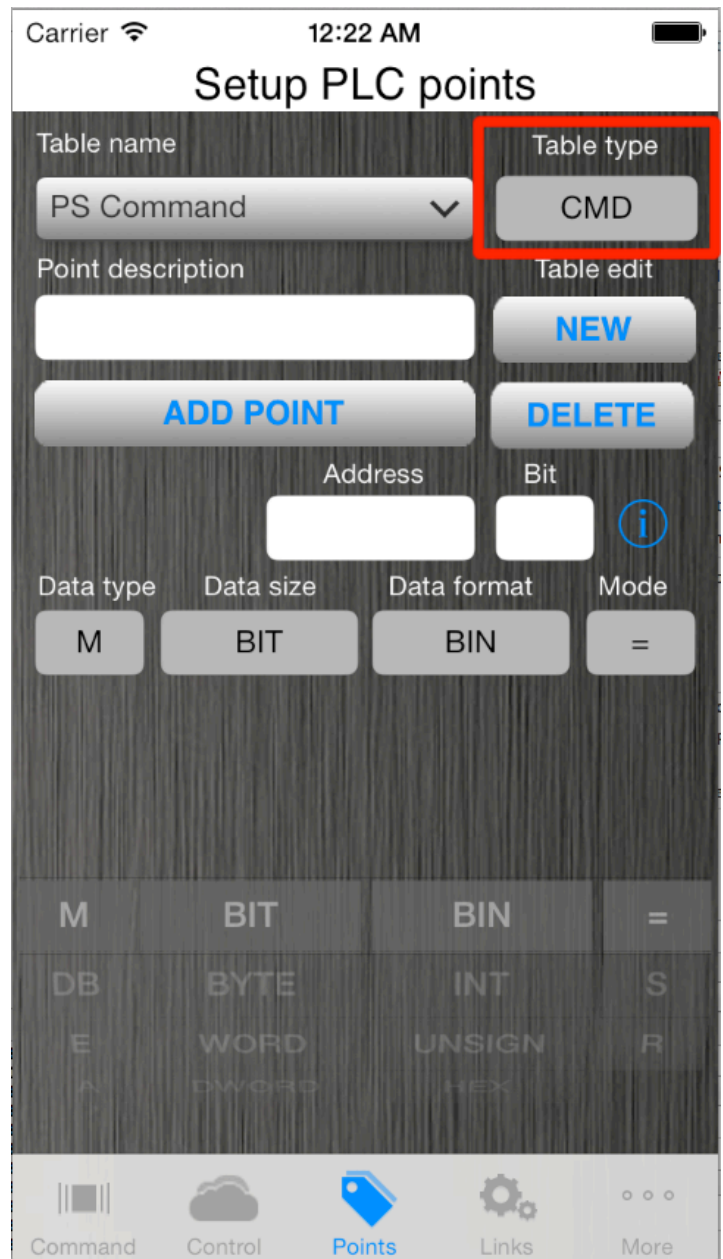 Carrier 12:22 AM
Setup PLC points
Table name Table type
PS Command CMD
Point description Table edit
NEW
ADD POINT DELETE
Address Bit
i
Data type Data size Data format Mode
M BIT BIN =
M BIT BIN =
DB BYTE INT S
E WORD UNSIGN R
A DWORD HEX
Command Control Points Links More